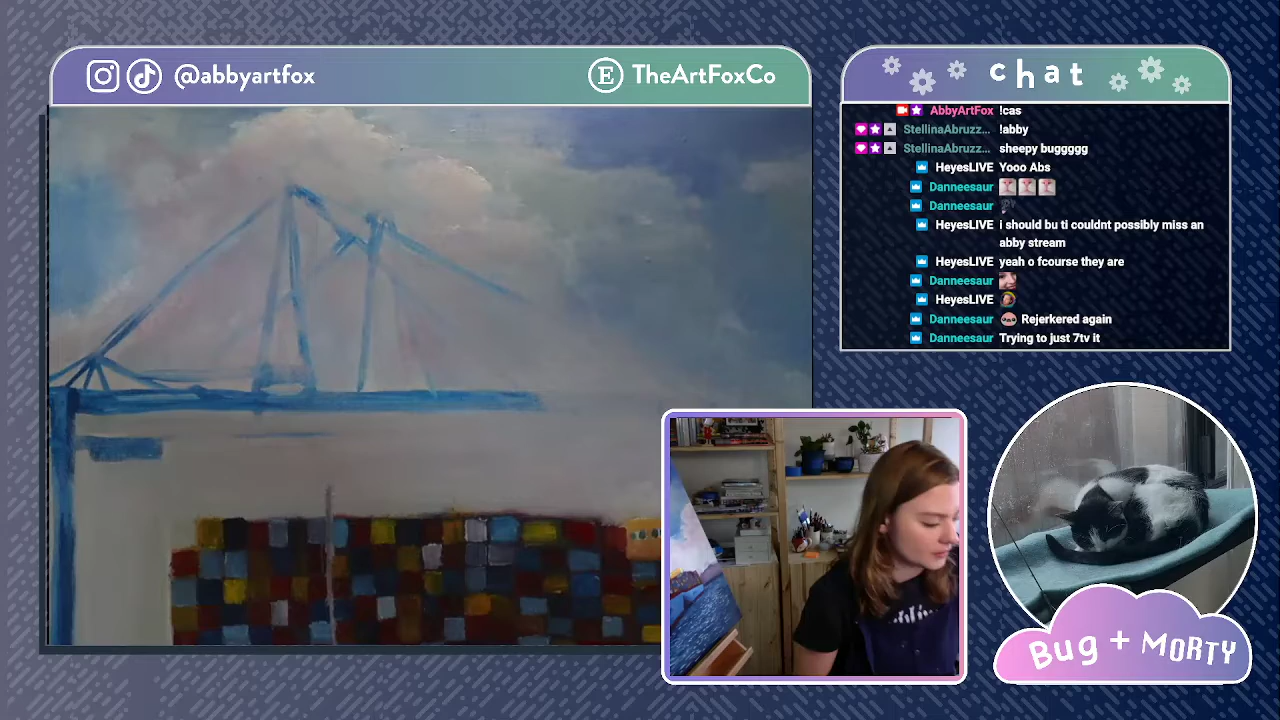 @abbyartfox
E TheArtFoxCo
chat
AbbyArtFox !cas
StellinaAbruzz... !abby
StellinaAbruzz... sheepy buggggg
HeyesLIVE Yooo Abs
Danneesaur
Danneesaur
HeyesLIVE i should bu ti couldnt possibly miss an
abby stream
HeyesLIVE yeah o fcourse they are
Danneesaur
HeyesLIVE
Danneesaur Rejerkered again
Danneesaur Trying to just 7tv it
Bug + MORTY